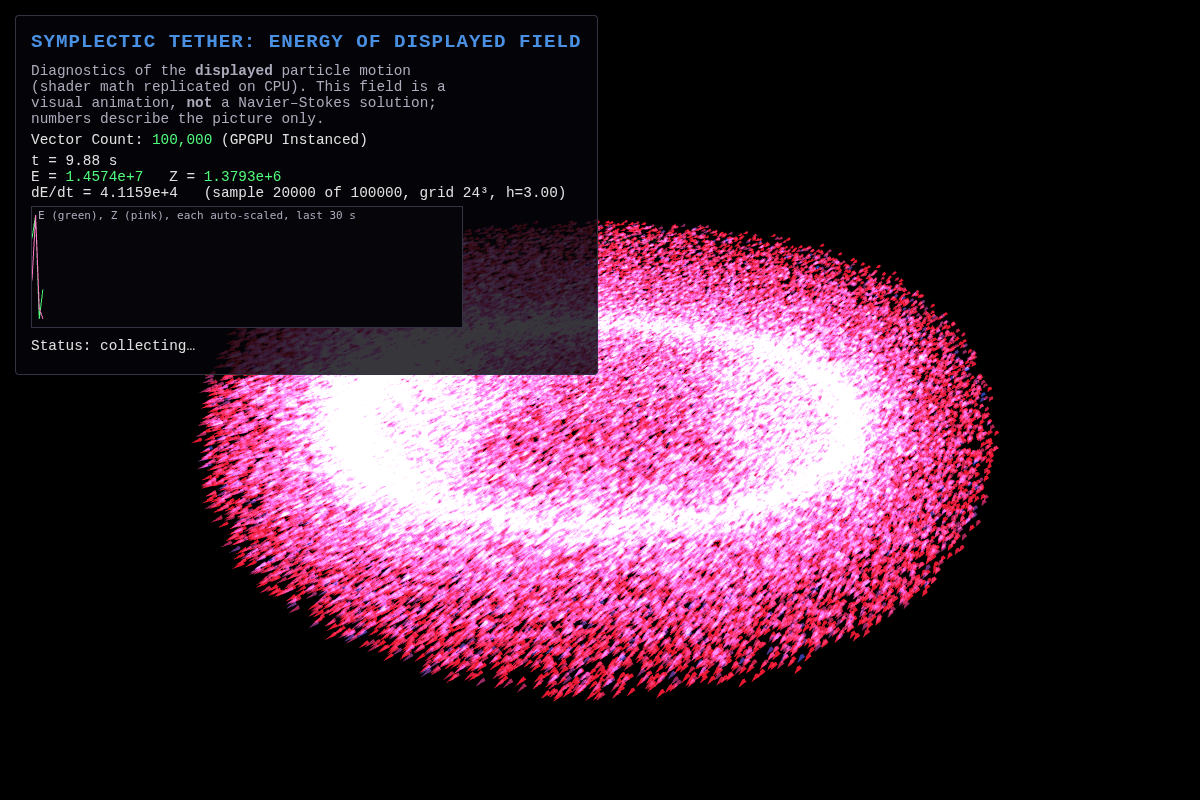 SYMPLECTIC TETHER: ENERGY OF DISPLAYED FIELD
Diagnostics of the displayed particle motion
(shader math replicated on CPU). This field is a
visual animation, not a Navier–Stokes solution;
numbers describe the picture only.
Vector Count: 100,000 (GPGPU Instanced)
t = 9.88 s
E = 1.4574e+7   Z = 1.3793e+6
dE/dt = 4.1159e+4   (sample 20000 of 100000, grid 24³, h=3.00)
E (green), Z (pink), each auto-scaled, last 30 s
Status: collecting…